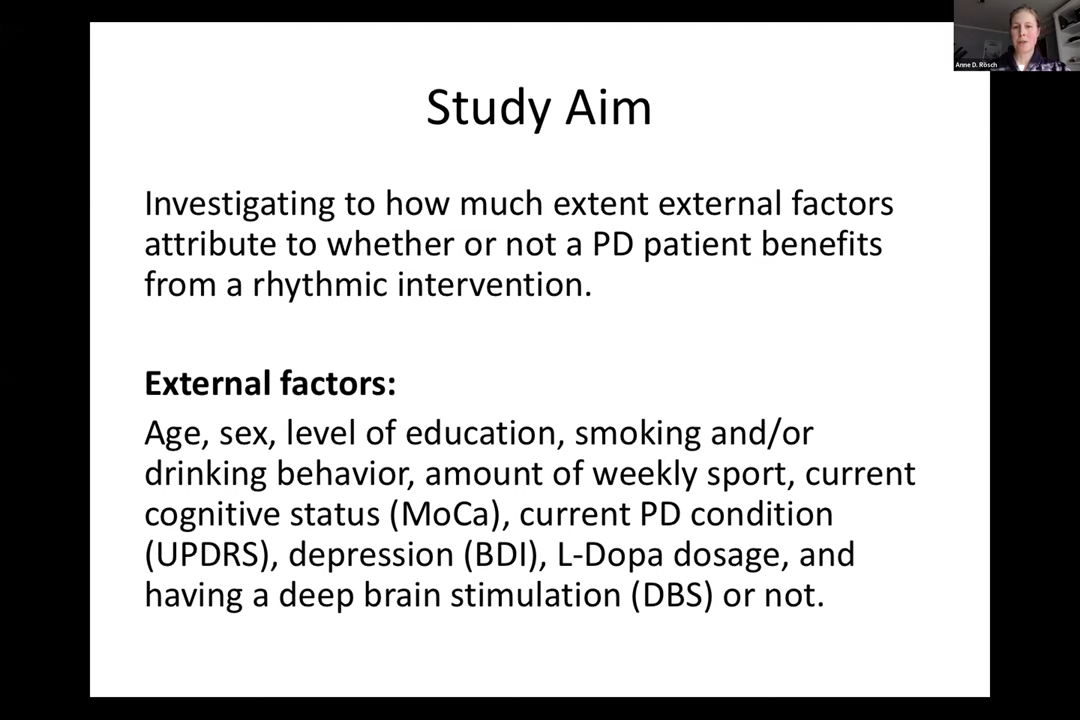 Anne D. Rösch
Study Aim
Investigating to how much extent external factors
attribute to whether or not a PD patient benefits
from a rhythmic intervention.
External factors:
Age, sex, level of education, smoking and/or
drinking behavior, amount of weekly sport, current
cognitive status (MoCa), current PD condition
(UPDRS), depression (BDI), L-Dopa dosage, and
having a deep brain stimulation (DBS) or not.